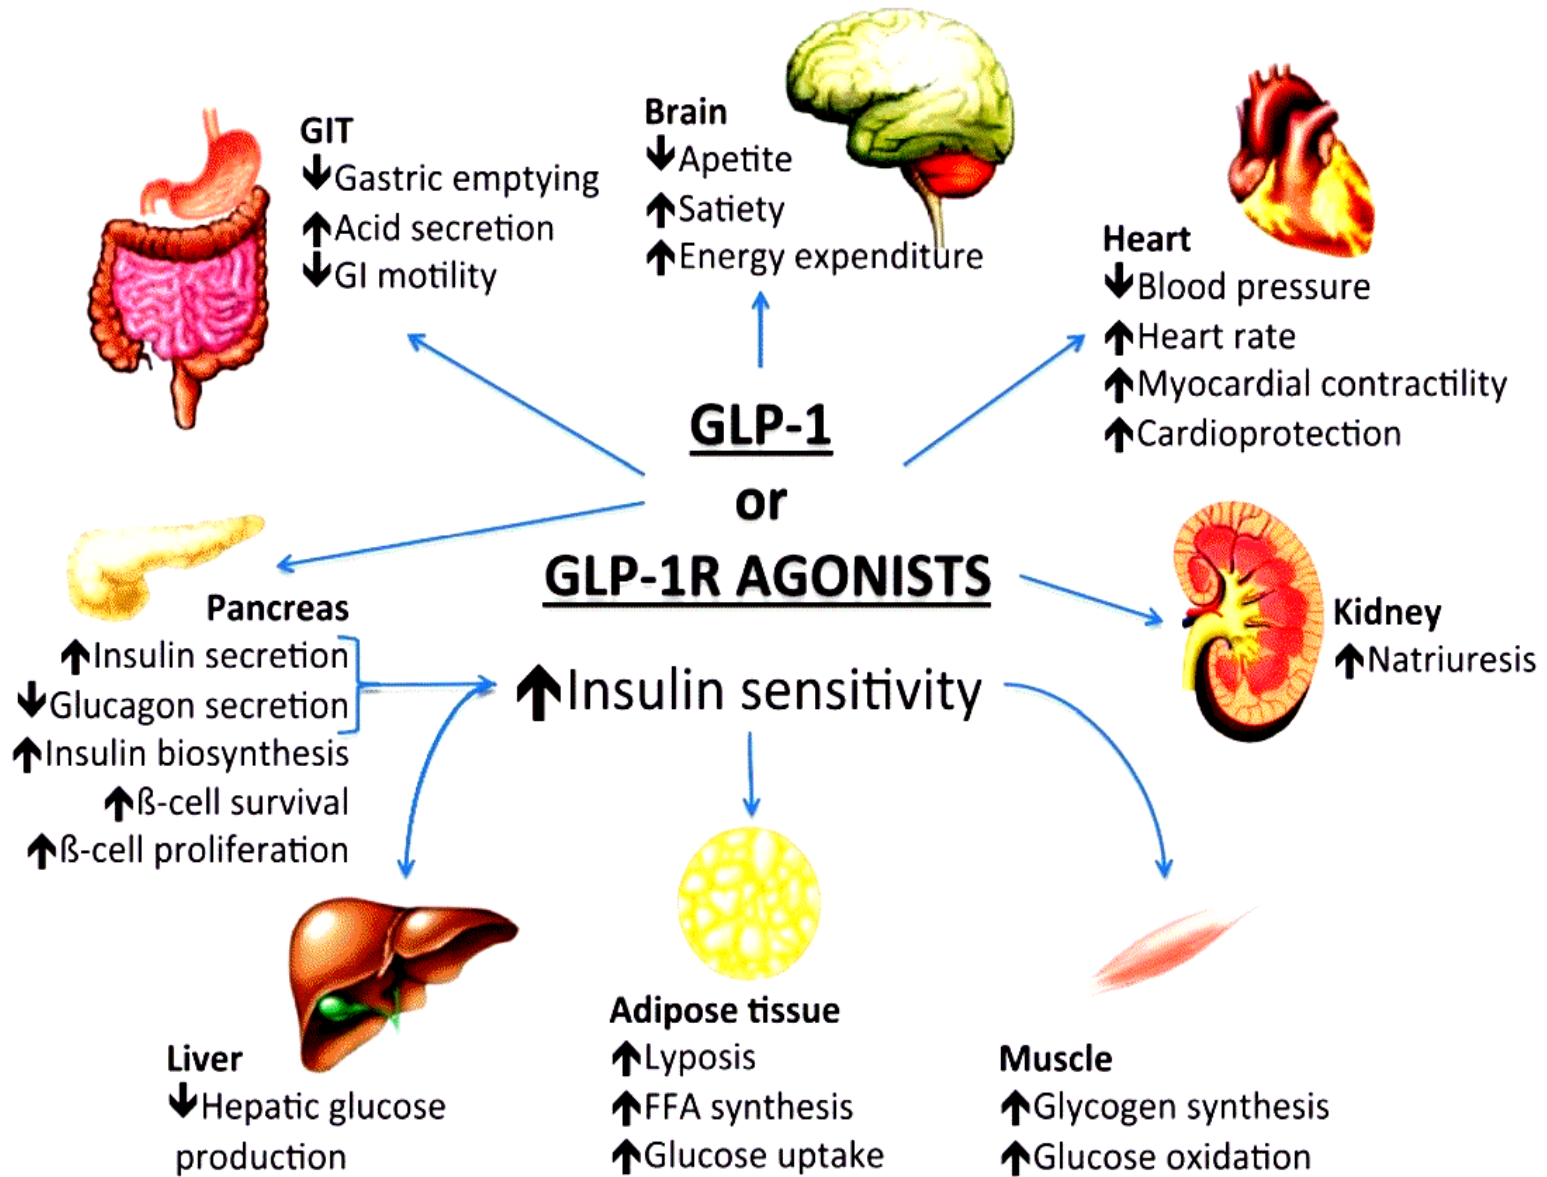 GIT
↓Gastric emptying
↑Acid secretion
↓GI motility
Brain
↓Apetite
↑Satiety
↑Energy expenditure
Heart
↓Blood pressure
↑Heart rate
↑Myocardial contractility
↑Cardioprotection
GLP-1
or
GLP-1R AGONISTS
Pancreas
↑Insulin secretion
↓Glucagon secretion
↑Insulin biosynthesis
↑ß-cell survival
↑ß-cell proliferation
↑Insulin sensitivity
Kidney
↑Natriuresis
Liver
↓Hepatic glucose
production
Adipose tissue
↑Lyposis
↑FFA synthesis
↑Glucose uptake
Muscle
↑Glycogen synthesis
↑Glucose oxidation